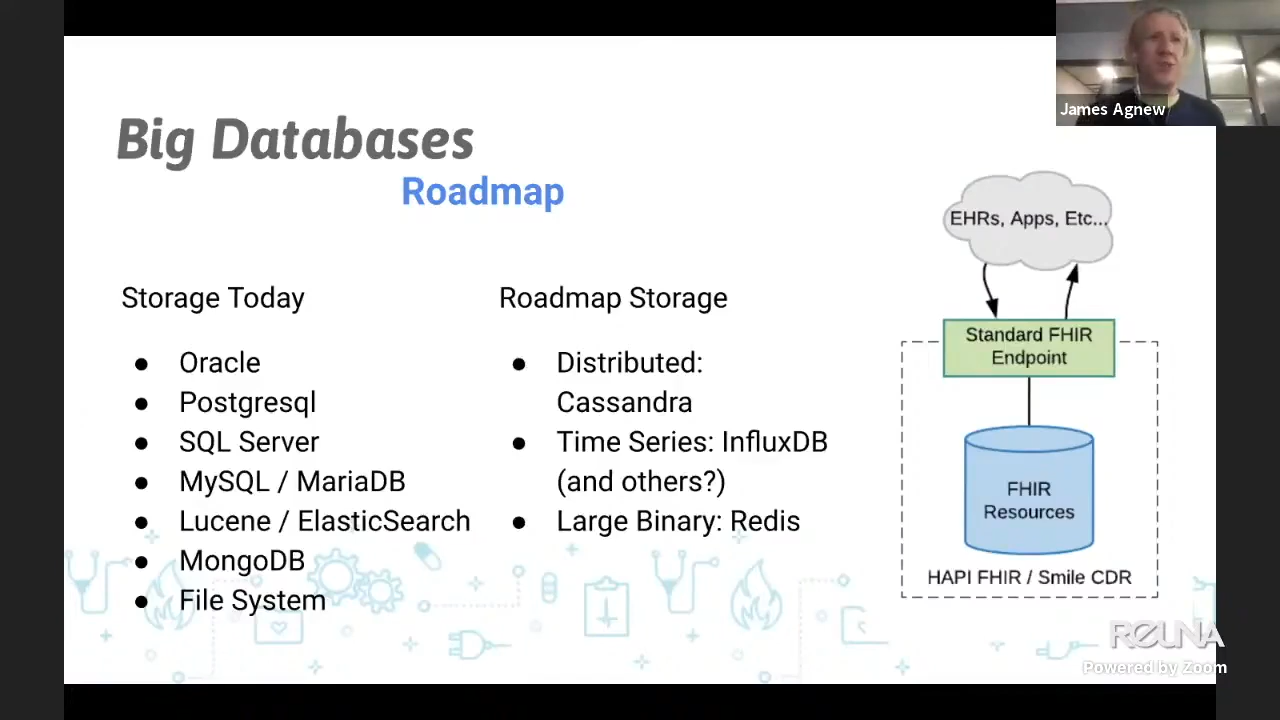 James Agnew
Big Databases
Roadmap
Storage Today
● Oracle
● Postgresql
● SQL Server
● MySQL / MariaDB
● Lucene / ElasticSearch
● MongoDB
● File System
Roadmap Storage
● Distributed:
Cassandra
● Time Series: InfluxDB
(and others?)
● Large Binary: Redis
EHRs, Apps, Etc...
Standard FHIR
Endpoint
FHIR
Resources
HAPI FHIR / Smile CDR
REUNA
Powered by Zoom